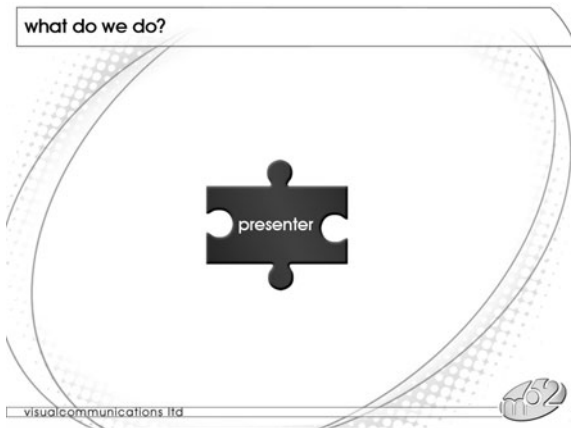 what do we do?
presenter
visualcommunications ltd
m62